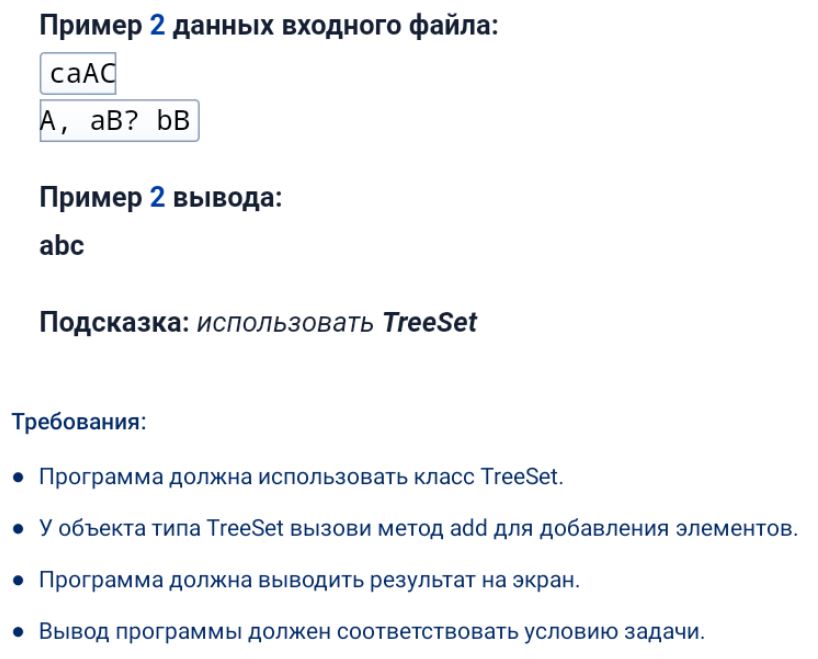 Пример 2 данных входного файла:
caAC
A, aB? bB
Пример 2 вывода:
abc
Подсказка: использовать TreeSet
Требования:
● Программа должна использовать класс TreeSet.
● У объекта типа TreeSet вызови метод add для добавления элементов.
● Программа должна выводить результат на экран.
● Вывод программы должен соответствовать условию задачи.